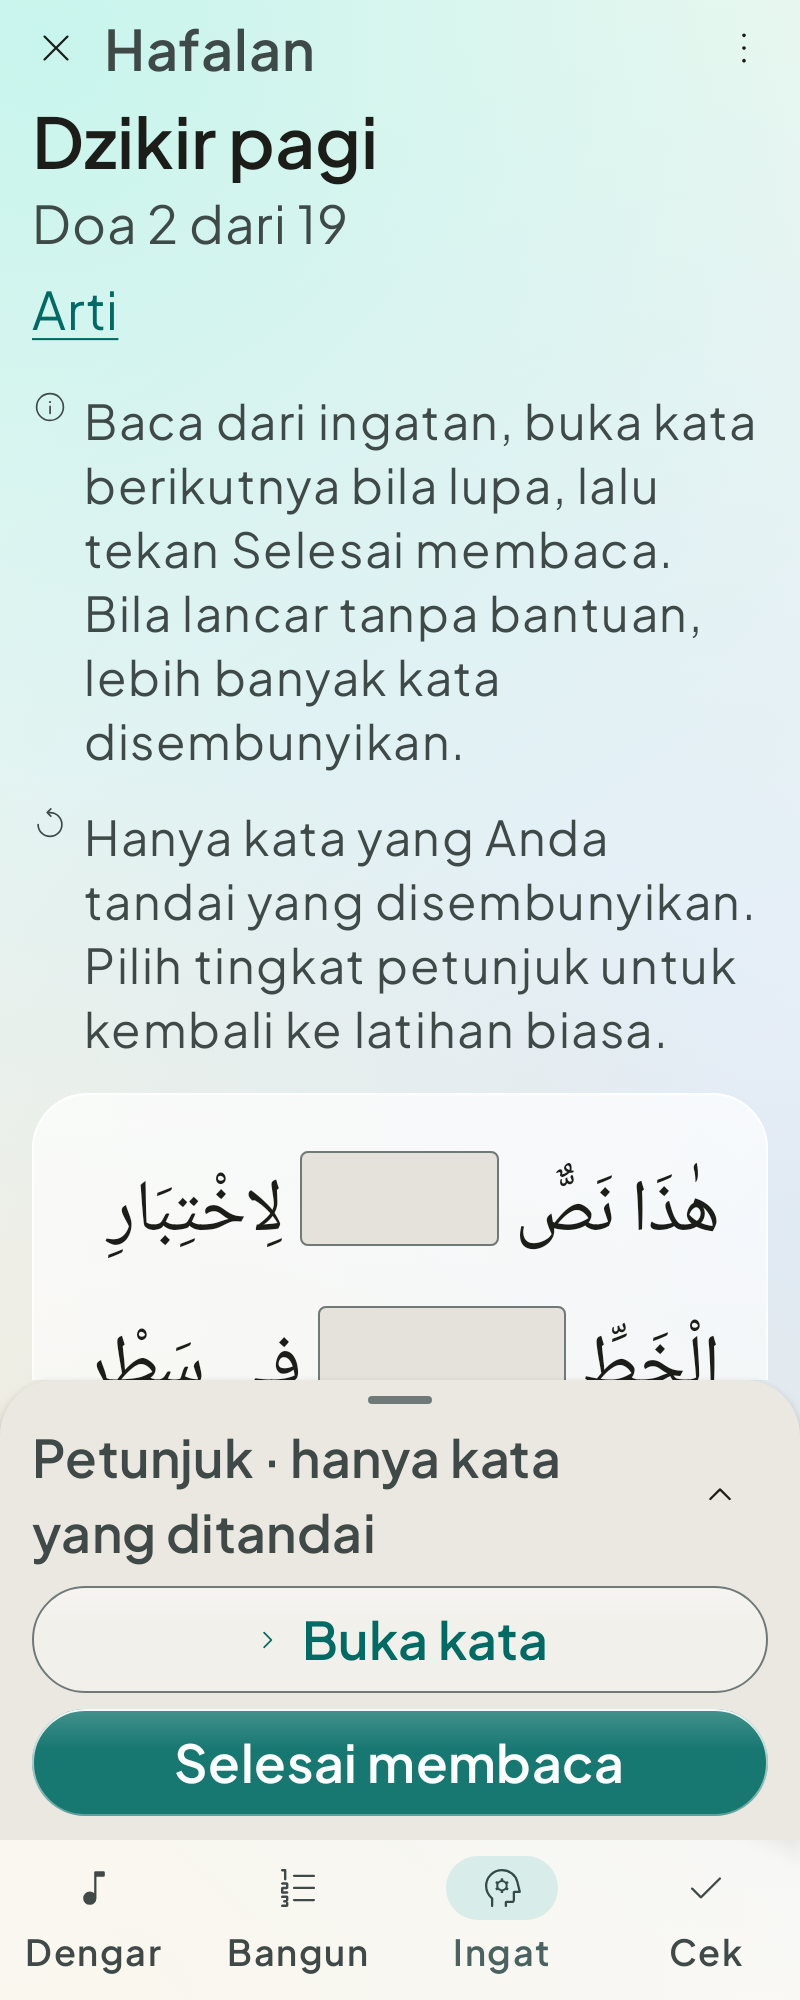 Hafalan
Dzikir pagi
Doa 2 dari 19
Arti
Baca dari ingatan, buka kata
berikutnya bila lupa, lalu
tekan Selesai membaca.
Bila lancar tanpa bantuan,
lebih banyak kata
disembunyikan.
Hanya kata yang Anda
tandai yang disembunyikan.
Pilih tingkat petunjuk untuk
kembali ke latihan biasa.
هٰذَا نَصٌّ لِاخْتِبَارِ
الْخَطِّ فِي سَطْرٍ
Petunjuk · hanya kata
yang ditandai
Buka kata
Selesai membaca
Dengar
Bangun
Ingat
Cek